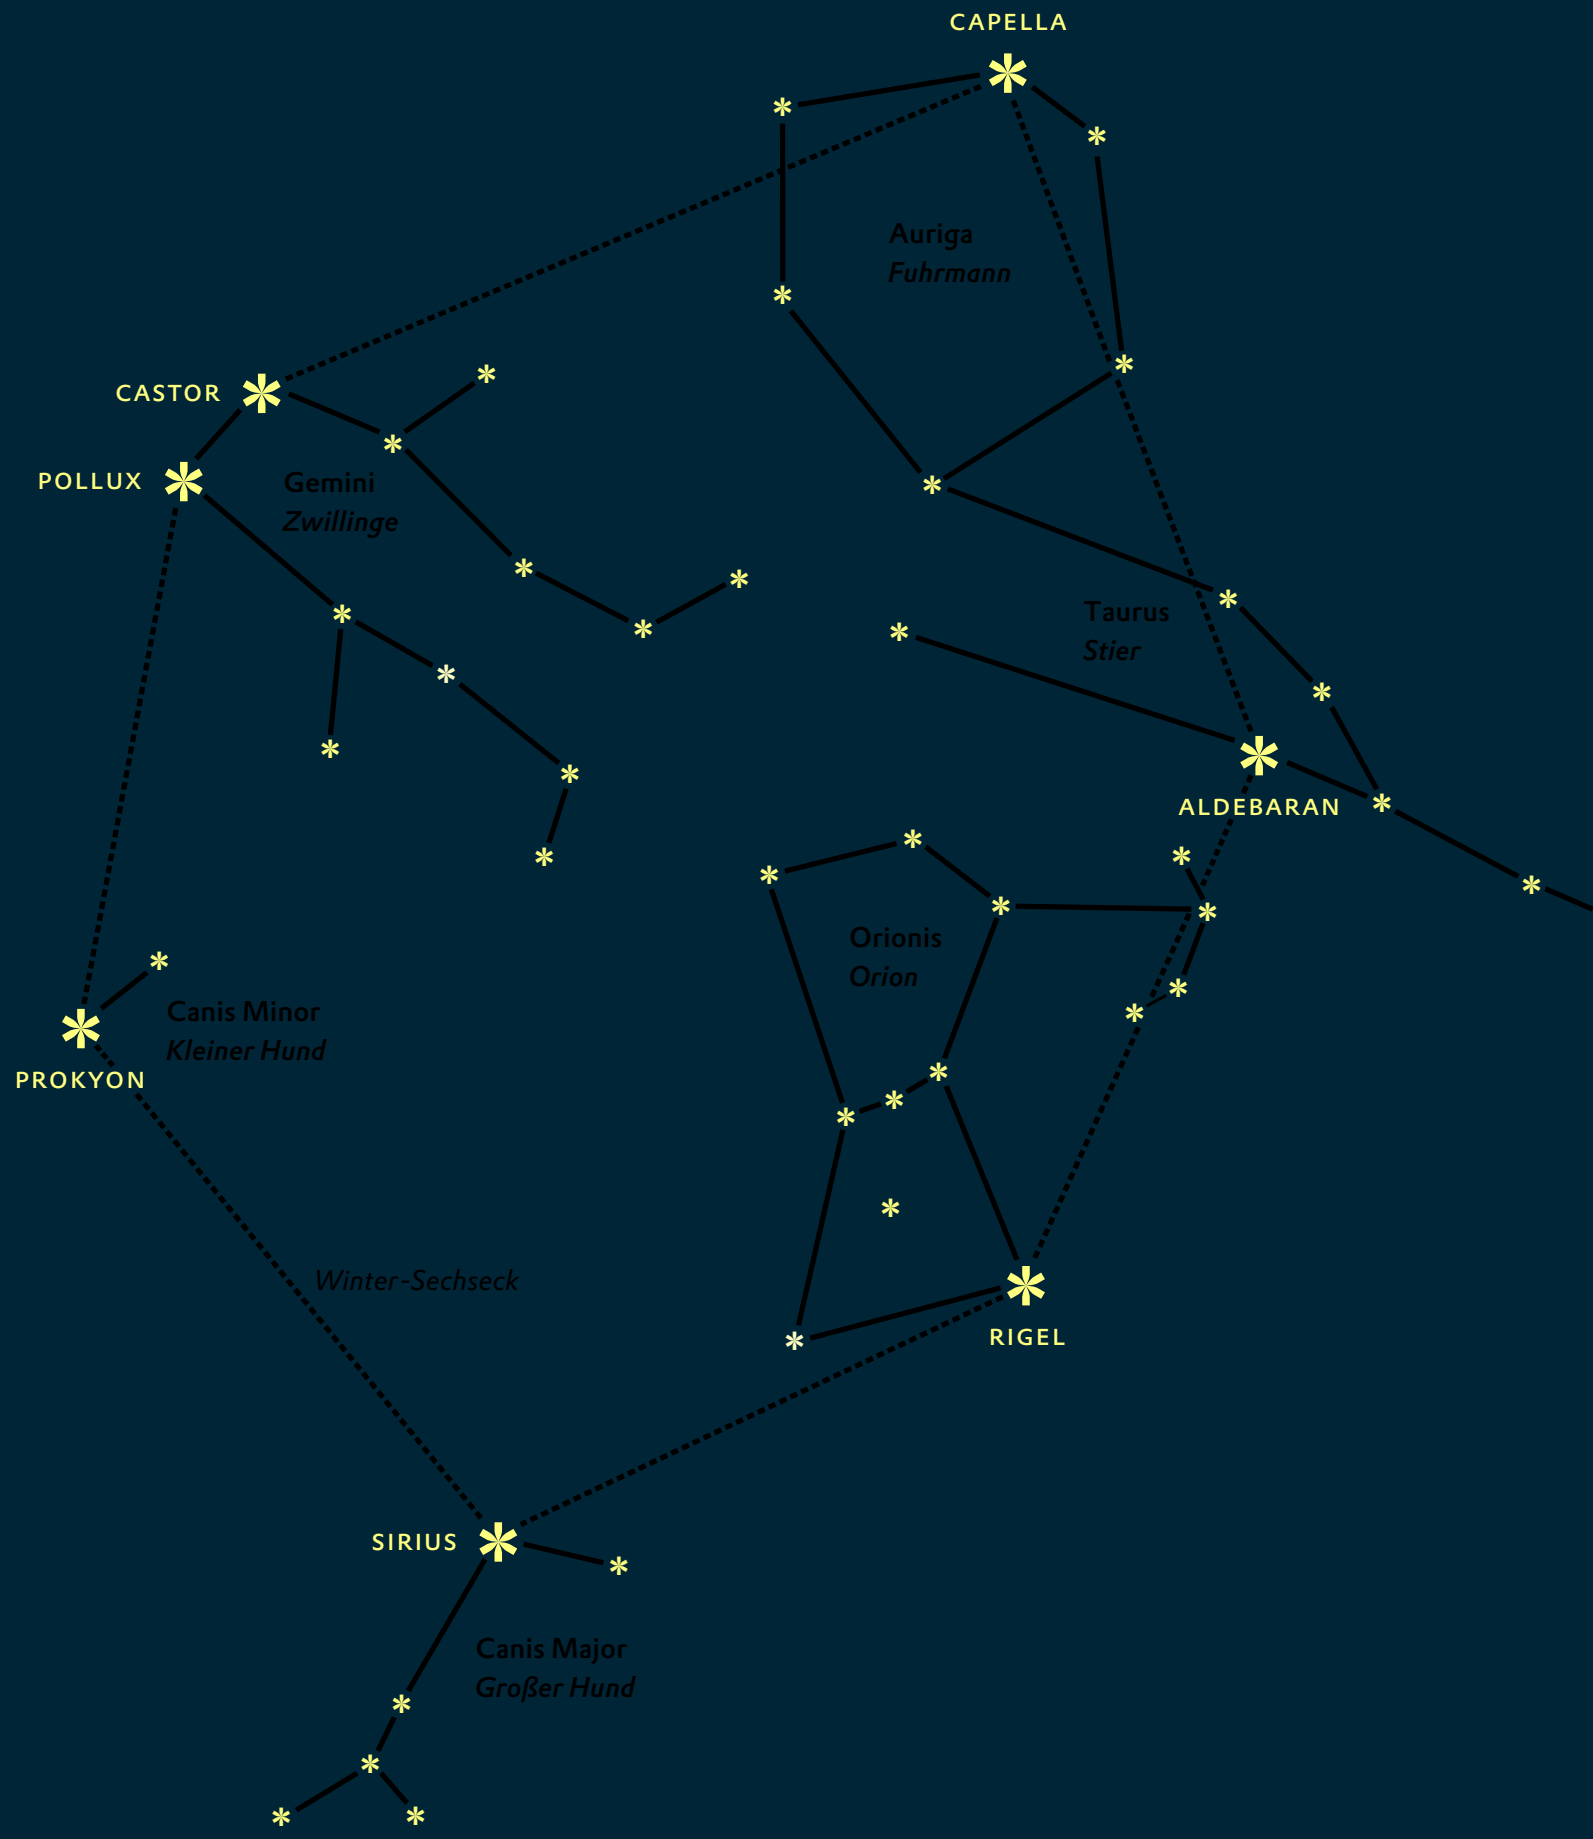 CAPELLA
Auriga
Fuhrmann
CASTOR
POLLUX
Gemini
Zwillinge
Taurus
Stier
ALDEBARAN
Orionis
Orion
Canis Minor
Kleiner Hund
PROKYON
Winter-Sechseck
RIGEL
SIRIUS
Canis Major
Großer Hund